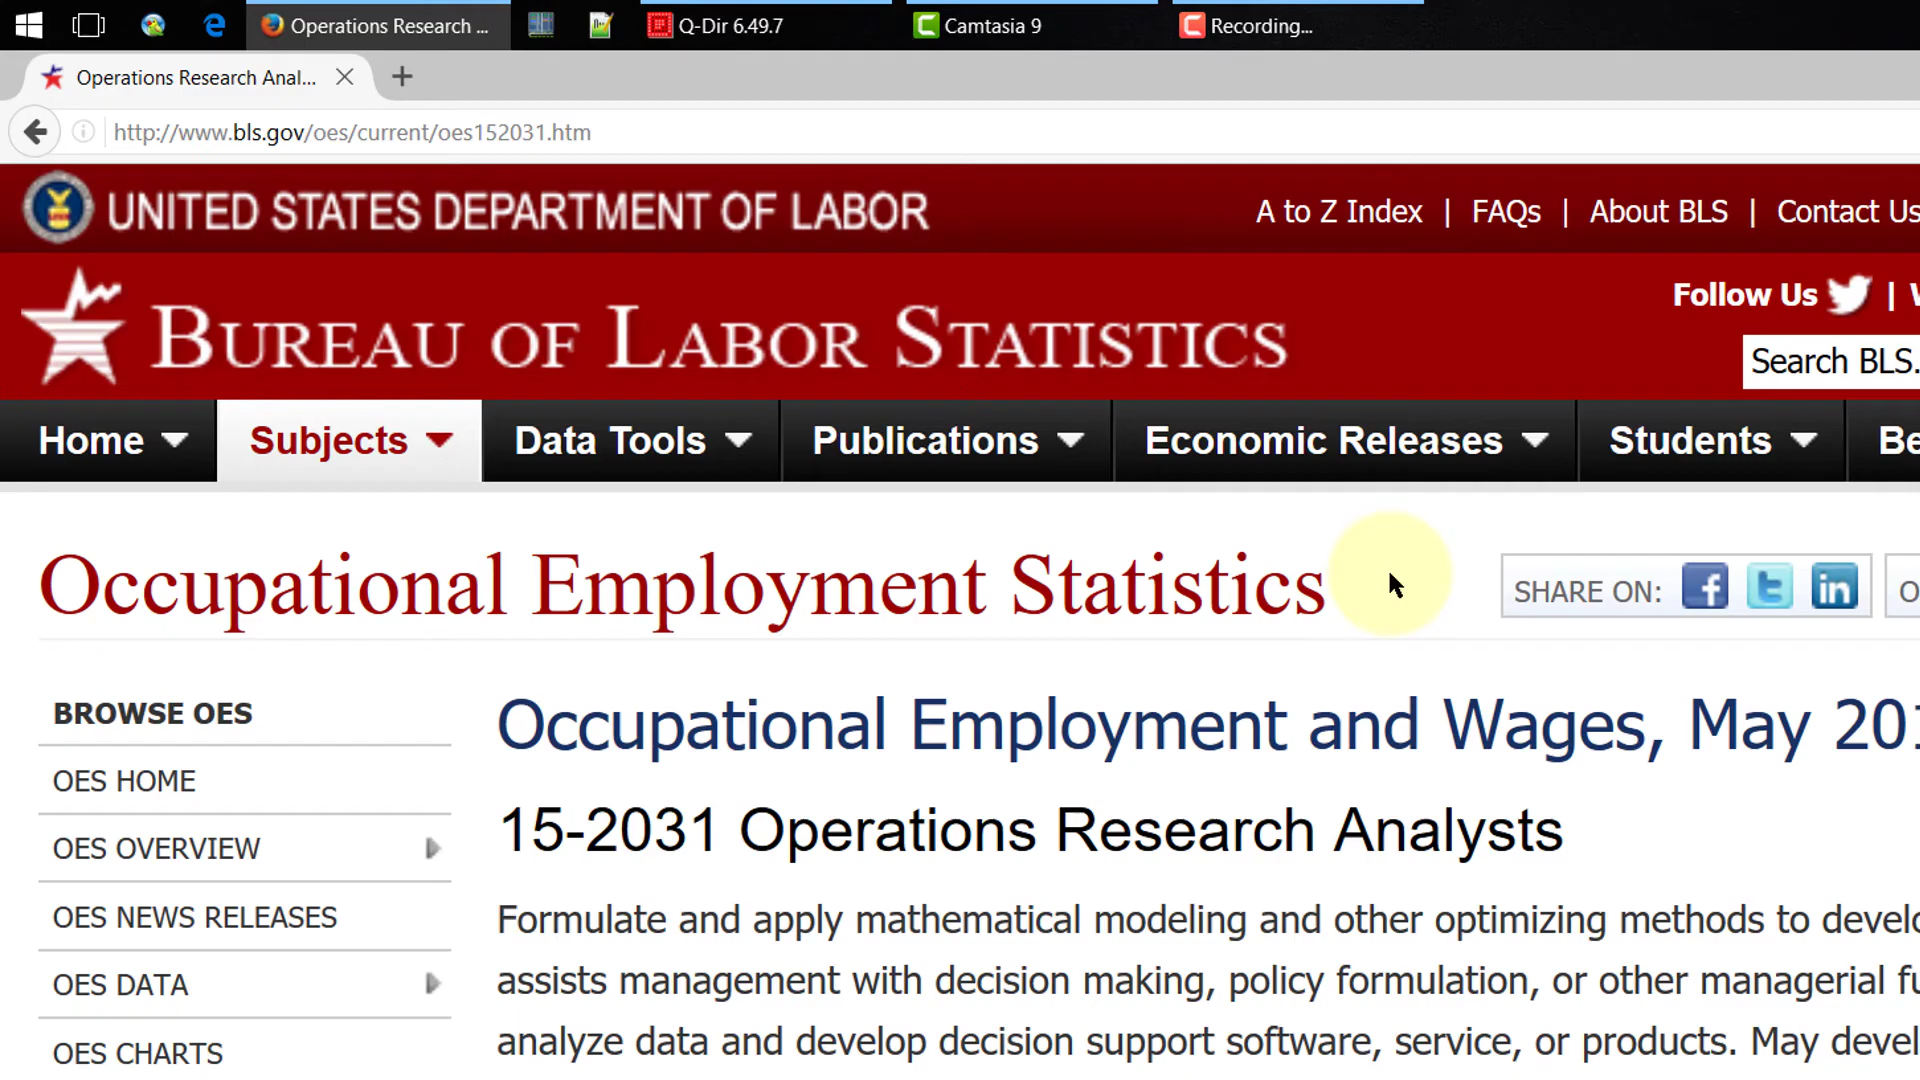 Operations Research ...
Q-Dir 6.49.7
Camtasia 9
Recording...
Operations Research Anal...
http://www.bls.gov/oes/current/oes152031.htm
UNITED STATES DEPARTMENT OF LABOR
A to Z Index | FAQs | About BLS | Contact Us
BUREAU OF LABOR STATISTICS
Follow Us |
Search BLS.
Home
Subjects
Data Tools
Publications
Economic Releases
Students
Be
Occupational Employment Statistics
SHARE ON:
BROWSE OES
OES HOME
OES OVERVIEW
OES NEWS RELEASES
OES DATA
OES CHARTS
Occupational Employment and Wages, May 201
15-2031 Operations Research Analysts
Formulate and apply mathematical modeling and other optimizing methods to develo
assists management with decision making, policy formulation, or other managerial fu
analyze data and develop decision support software, service, or products. May devel